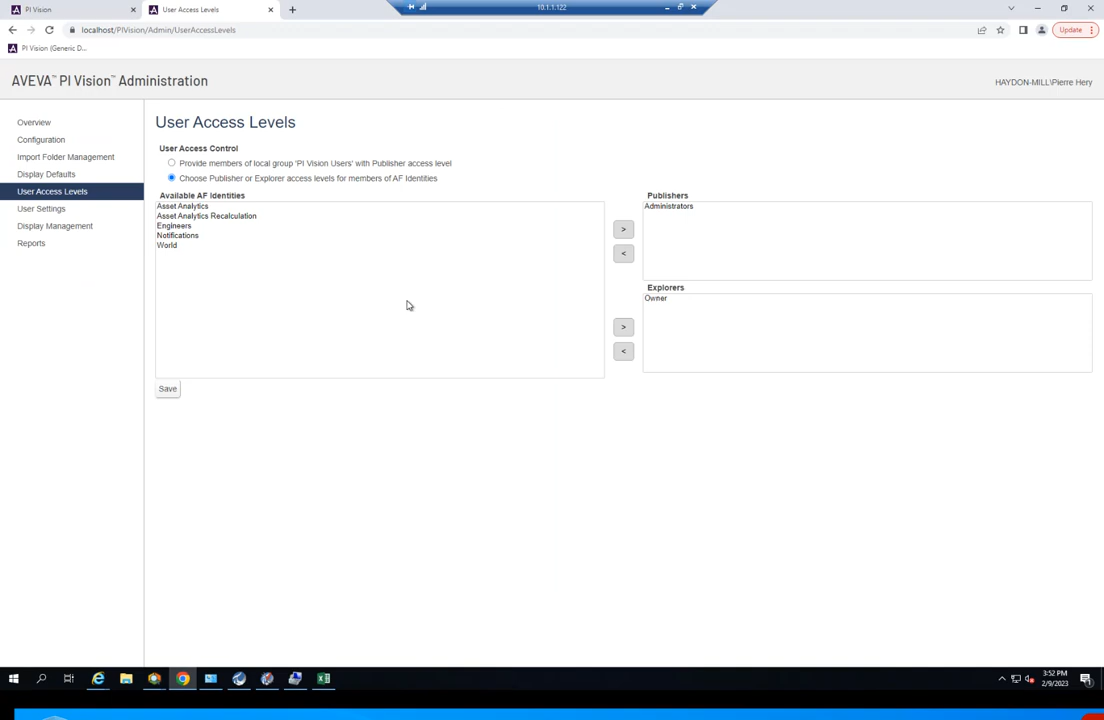 PI Vision
User Access Levels
10.1.1.122
localhost/PIVision/Admin/UserAccessLevels
Update
PI Vision (Generic D...
AVEVA™ PI Vision™ Administration
HAYDON-MILL\Pierre Hery
Overview
Configuration
Import Folder Management
Display Defaults
User Access Levels
User Settings
Display Management
Reports
User Access Levels
User Access Control
Provide members of local group 'PI Vision Users' with Publisher access level
Choose Publisher or Explorer access levels for members of AF Identities
Available AF Identities
Asset Analytics
Asset Analytics Recalculation
Engineers
Notifications
World
>
<
>
<
Publishers
Administrators
Explorers
Owner
Save
3:52 PM
2/9/2023
1